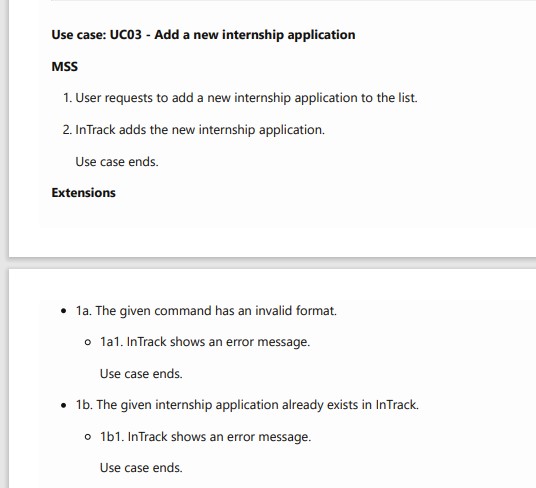 Use case: UC03 - Add a new internship application
MSS
1. User requests to add a new internship application to the list.
2. InTrack adds the new internship application.
Use case ends.
Extensions
• 1a. The given command has an invalid format.
○ 1a1. InTrack shows an error message.
Use case ends.
• 1b. The given internship application already exists in InTrack.
○ 1b1. InTrack shows an error message.
Use case ends.